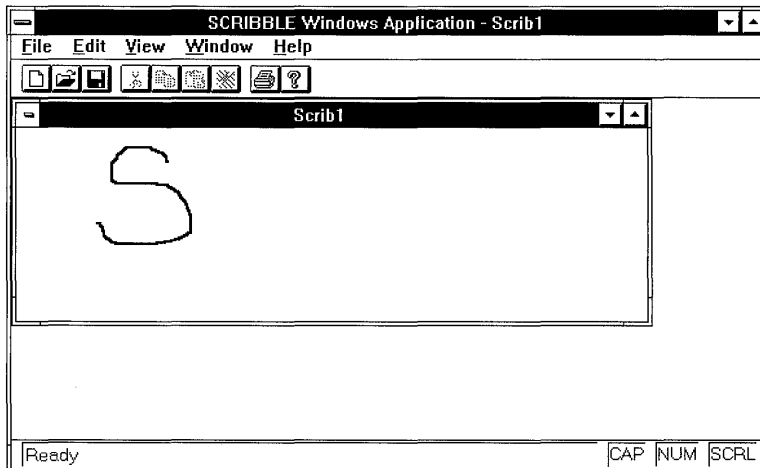 SCRIBBLE Windows Application - Scrib1
File Edit View Window Help
?
Scrib1
S
Ready CAP NUM SCRL